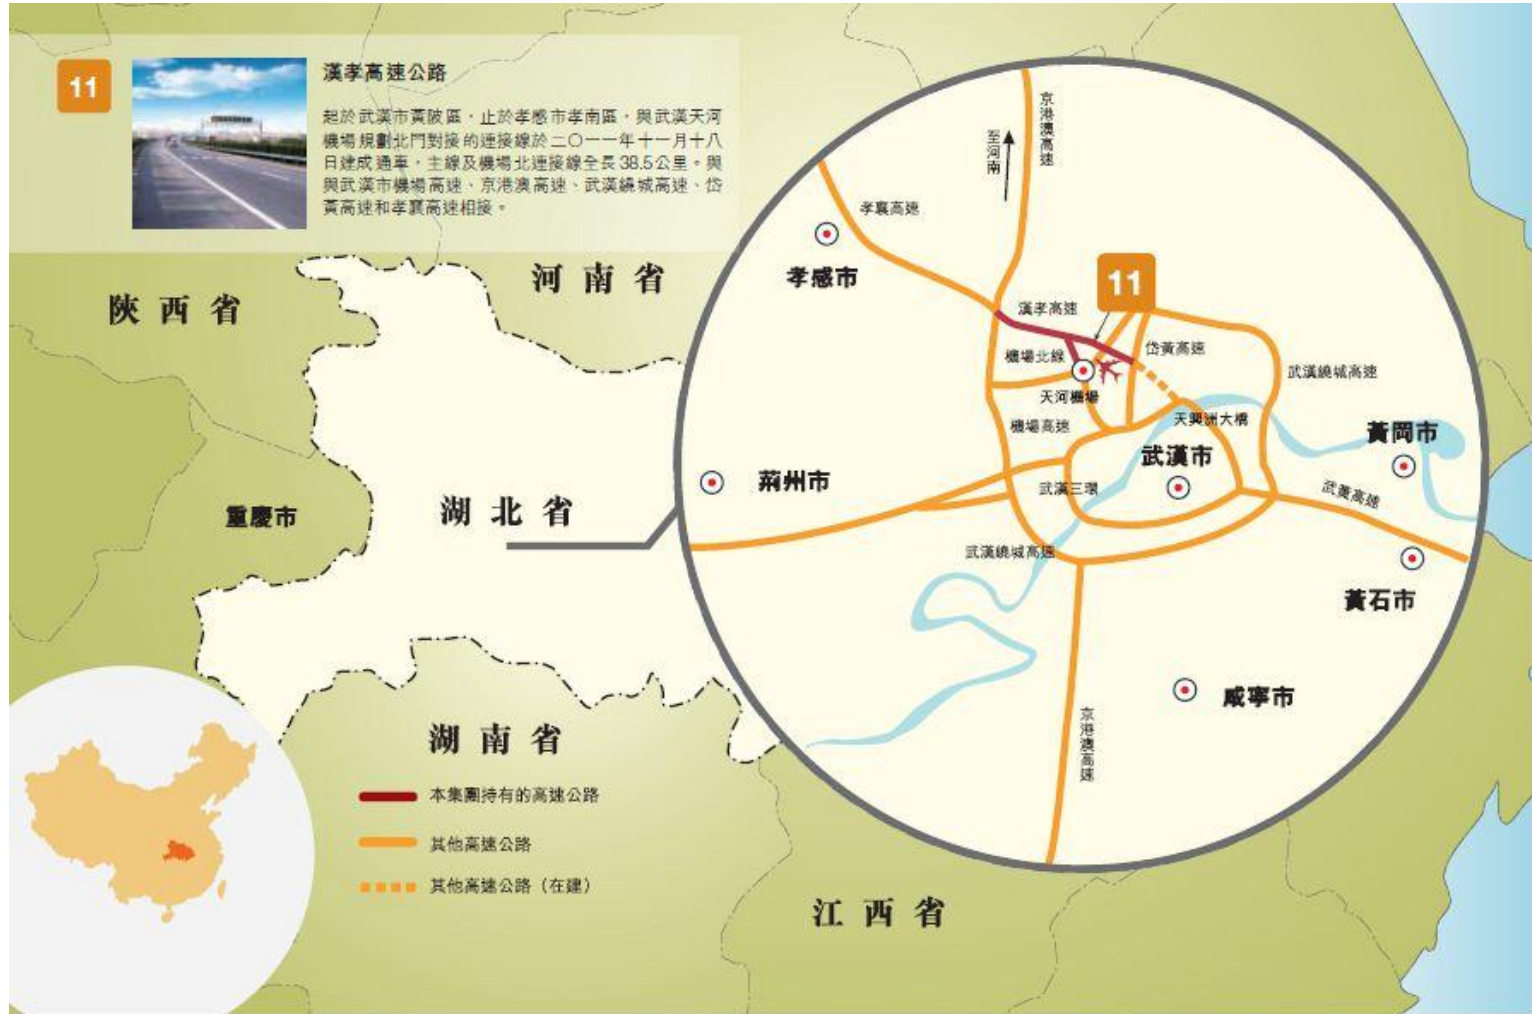 11
漢孝高速公路
起於武漢市黃陂區，止於孝感市孝南區，與武漢天河
機場規劃北門對接的連接線於二〇一一年十一月十八
日建成通車，主線及機場北連接線全長38.5公里。與
與武漢市機場高速、京港澳高速、武漢繞城高速、岱
黃高速和孝襄高速相接。
陝西省
河南省
重慶市
湖北省
湖南省
江西省
京港澳高速
至河南
孝襄高速
孝感市
11
漢孝高速
機場北線
岱黃高速
武漢繞城高速
天河機場
機場高速
天興洲大橋
黃岡市
武漢市
荊州市
武漢三環
武黃高速
武漢繞城高速
黃石市
咸寧市
京港澳高速
本集團持有的高速公路
其他高速公路
其他高速公路（在建）